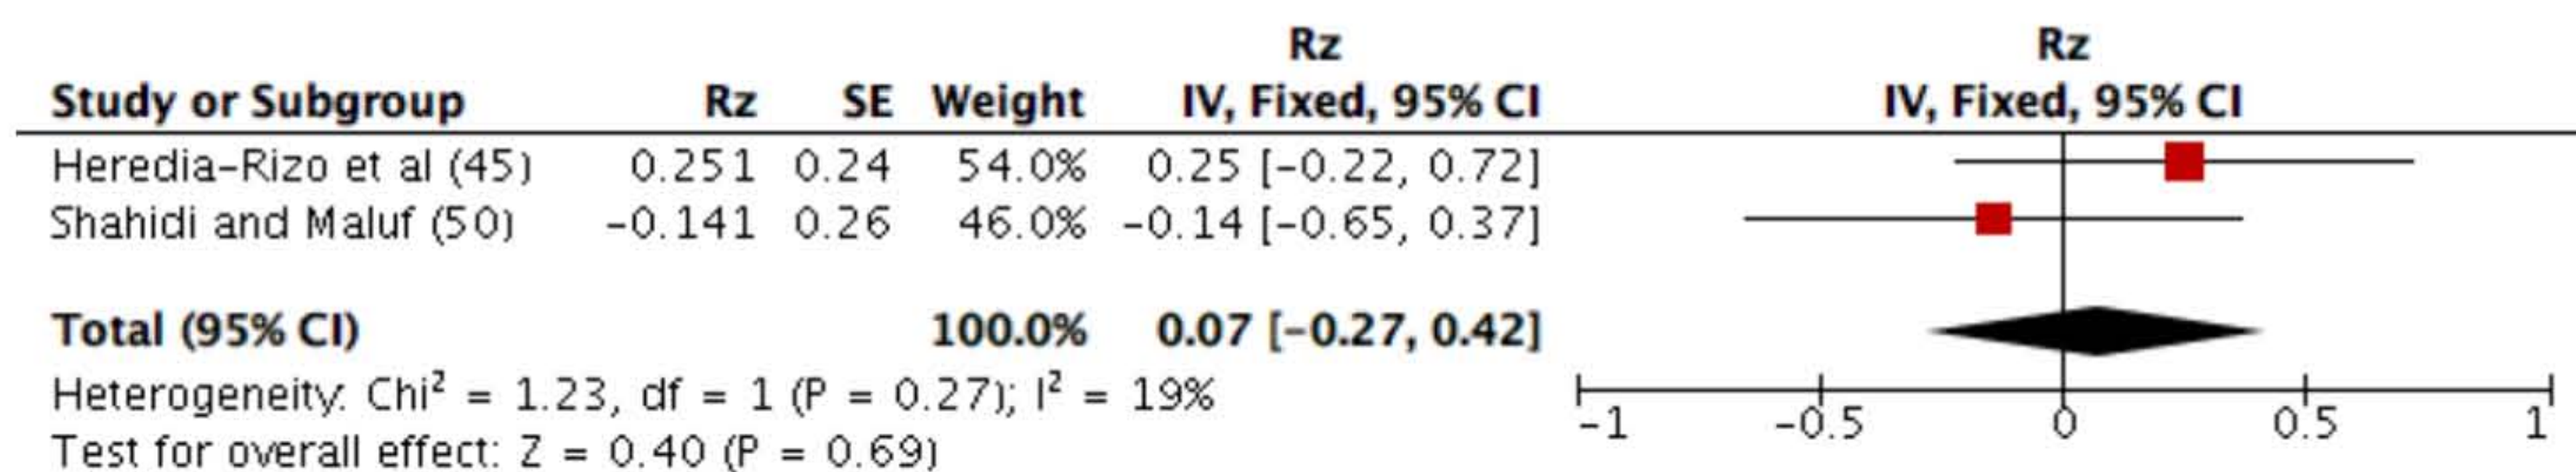 Rz Rz
Study or Subgroup Rz SE Weight IV, Fixed, 95% CI IV, Fixed, 95% CI
Heredia-Rizo et al (45) 0.251 0.24 54.0% 0.25 [-0.22, 0.72]
Shahidi and Maluf (50) -0.141 0.26 46.0% -0.14 [-0.65, 0.37]
Total (95% CI) 100.0% 0.07 [-0.27, 0.42]
Heterogeneity: Chi² = 1.23, df = 1 (P = 0.27); I² = 19%
Test for overall effect: Z = 0.40 (P = 0.69)
-1 -0.5 0 0.5 1